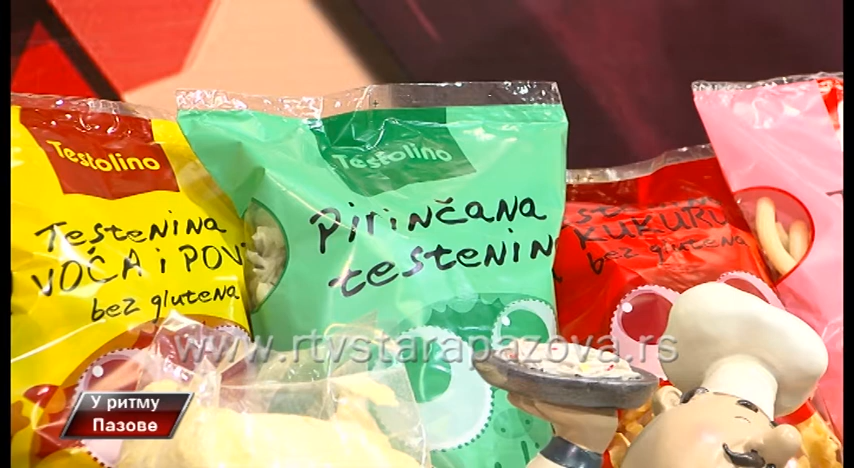 Testolino
Testenina
VOĆA i POV
bez glutena
Testolino
Pirinčana
testenin
KUKURU
bez glutena
www.rtvstarapazova.rs
У ритму
Пазове